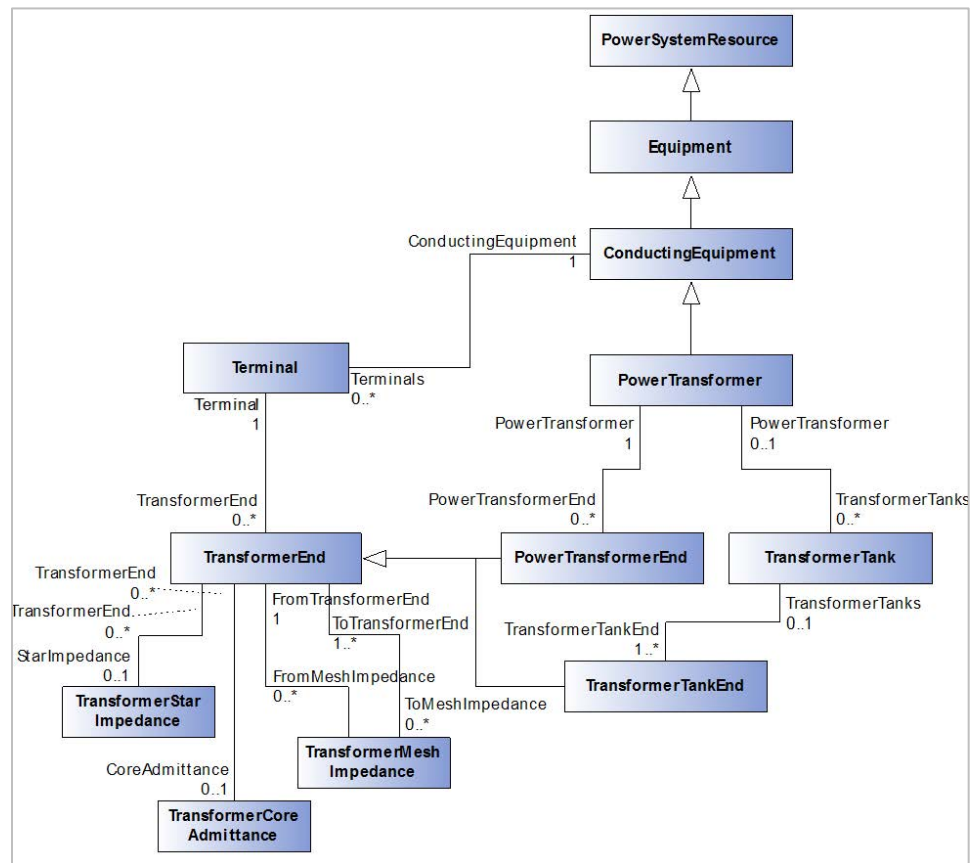 PowerSystemResource
Equipment
ConductingEquipment
1
ConductingEquipment
Terminal
Terminals
0..*
PowerTransformer
Terminal
1
PowerTransformer
1
PowerTransformer
0..1
TransformerEnd
0..*
PowerTransformerEnd
0..*
TransformerTanks
0..*
TransformerEnd
PowerTransformerEnd
TransformerTank
TransformerEnd
0..*
TransformerEnd
0..*
FromTransformerEnd
1
ToTransformerEnd
1..*
TransformerTanks
0..1
TransformerTankEnd
1..*
StarImpedance
0..1
FromMeshImpedance
0..*
ToMeshImpedance
0..*
TransformerTankEnd
TransformerStar
Impedance
TransformerMesh
Impedance
CoreAdmittance
0..1
TransformerCore
Admittance